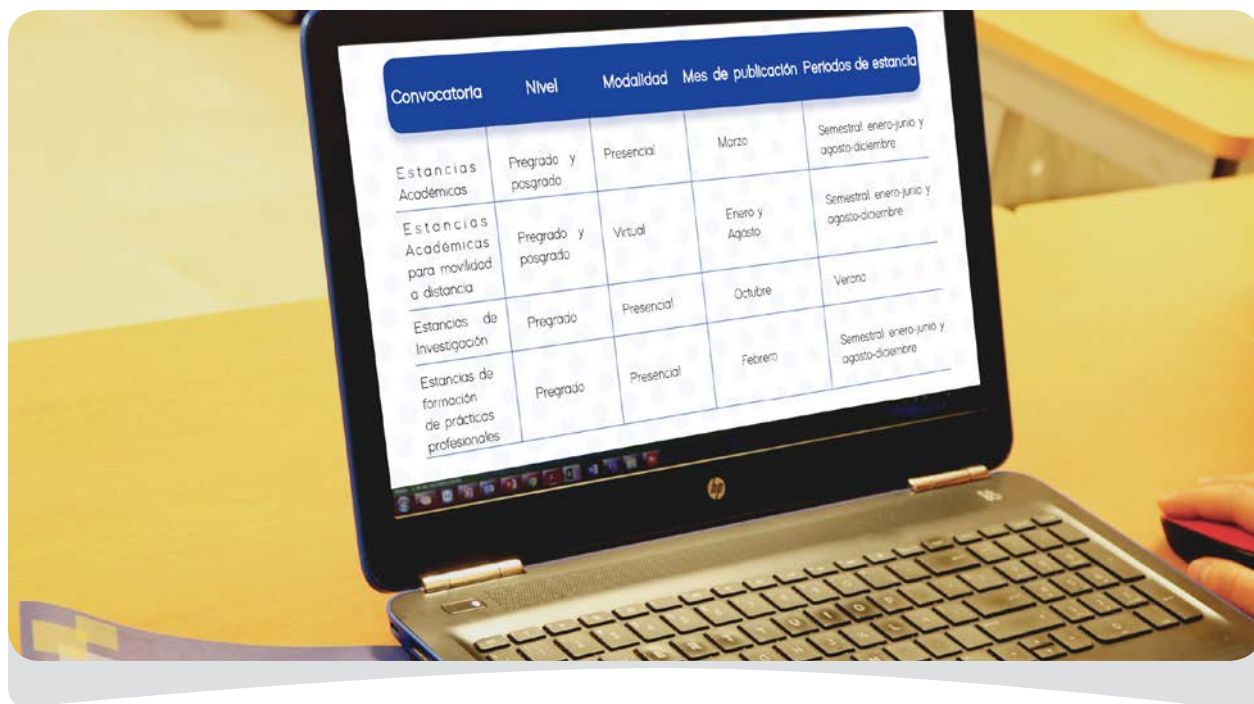 Convocatoria Nivel Modalidad Mes de publicación Periodos de estancia
Estancias
Académicas
Pregrado y
posgrado
Presencial
Marzo
Semestral: enero-junio y
agosto-diciembre
Estancias
Académicas
para movilidad
a distancia
Pregrado y
posgrado
Virtual
Enero y
Agosto
Semestral: enero-junio y
agosto-diciembre
Estancias de
Investigación
Pregrado
Presencial
Octubre
Verano
Estancias de
formación
de prácticas
profesionales
Pregrado
Presencial
Febrero
Semestral: enero-junio y
agosto-diciembre
hp